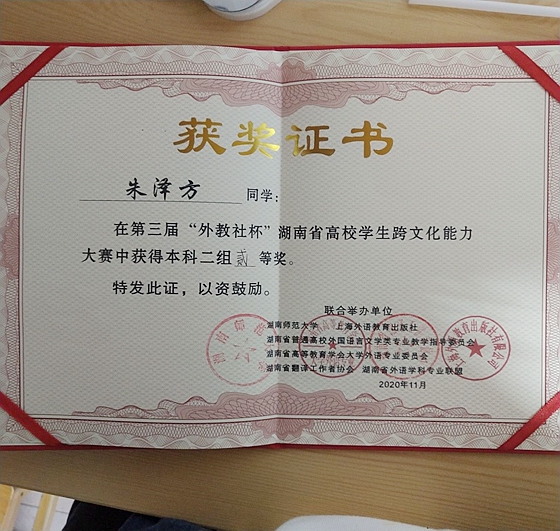 获奖证书
朱泽方 同学：
在第三届“外教社杯”湖南省高校学生跨文化能力
大赛中获得本科二组贰等奖。
特发此证，以资鼓励。
联合举办单位
湖南师范大学 上海外语教育出版社
湖南省普通高校外国语言文学类专业教学指导委员会
湖南省高等教育学会大学外语专业委员会
湖南省翻译工作者协会 湖南省外语学科专业联盟
2020年11月